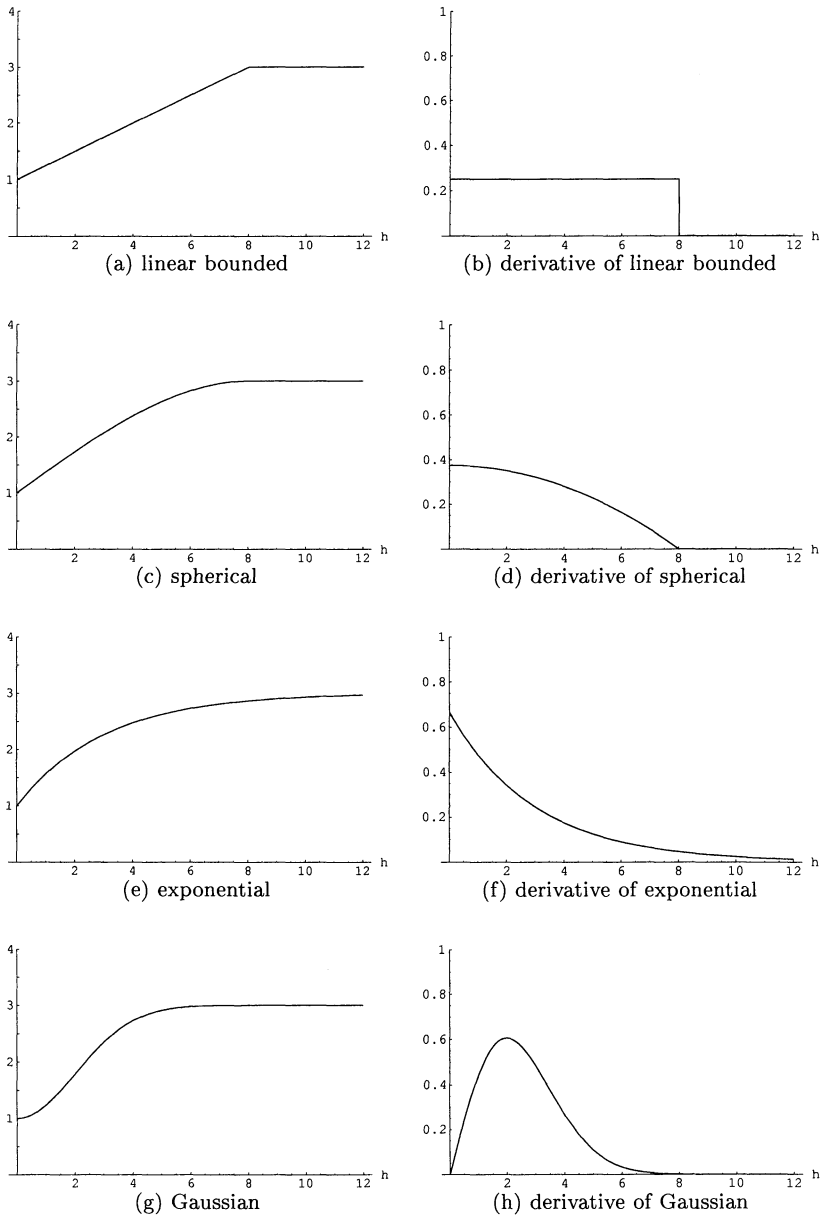 4
3
2
1
2 4 6 8 10 12 h
(a) linear bounded
1
0.8
0.6
0.4
0.2
2 4 6 8 10 12 h
(b) derivative of linear bounded
4
3
2
1
2 4 6 8 10 12 h
(c) spherical
1
0.8
0.6
0.4
0.2
2 4 6 8 10 12 h
(d) derivative of spherical
4
3
2
1
2 4 6 8 10 12 h
(e) exponential
1
0.8
0.6
0.4
0.2
2 4 6 8 10 12 h
(f) derivative of exponential
4
3
2
1
2 4 6 8 10 12 h
(g) Gaussian
1
0.8
0.6
0.4
0.2
2 4 6 8 10 12 h
(h) derivative of Gaussian